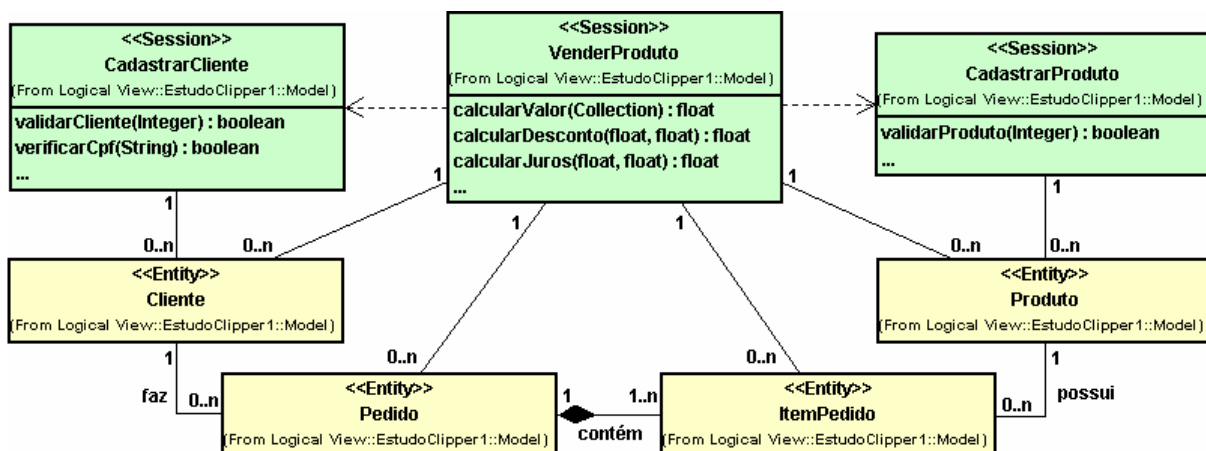 <<Session>>
CadastrarCliente
(From Logical View::EstudoClipper1::Model)
validarCliente(Integer) : boolean
verificarCpf(String) : boolean
...
<<Session>>
VenderProduto
(From Logical View::EstudoClipper1::Model)
calcularValor(Collection) : float
calcularDesconto(float, float) : float
calcularJuros(float, float) : float
...
<<Session>>
CadastrarProduto
(From Logical View::EstudoClipper1::Model)
validarProduto(Integer) : boolean
...
1
1
1
1
1
1
0..n
0..n
0..n
0..n
<<Entity>>
Cliente
(From Logical View::EstudoClipper1::Model)
<<Entity>>
Produto
(From Logical View::EstudoClipper1::Model)
1
faz
0..n
0..n
0..n
1
possui
0..n
<<Entity>>
Pedido
(From Logical View::EstudoClipper1::Model)
1
1..n
contém
<<Entity>>
ItemPedido
(From Logical View::EstudoClipper1::Model)